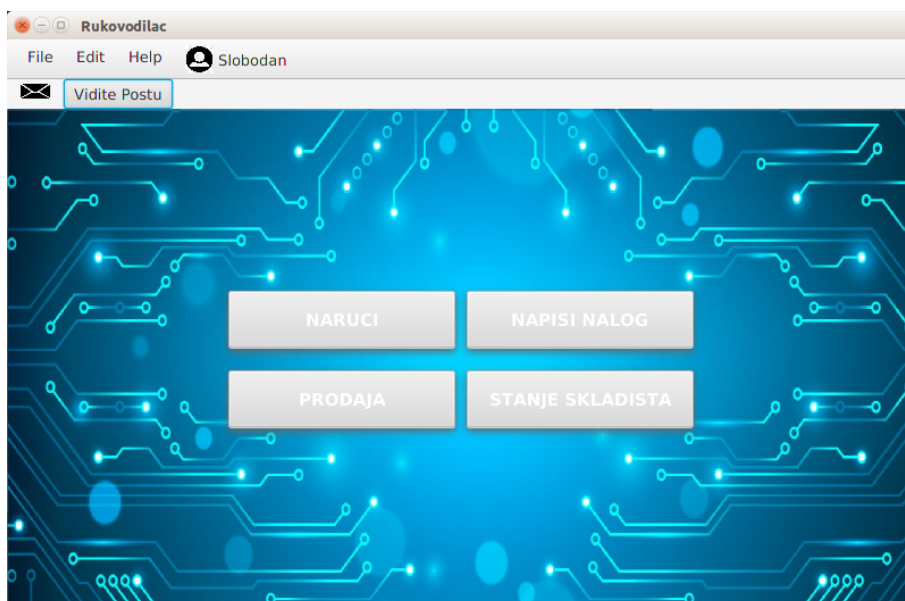 Rukovodilac
File Edit Help Slobodan
Vidite Postu
NARUCI NAPISI NALOG
PRODAJA STANJE SKLADISTA